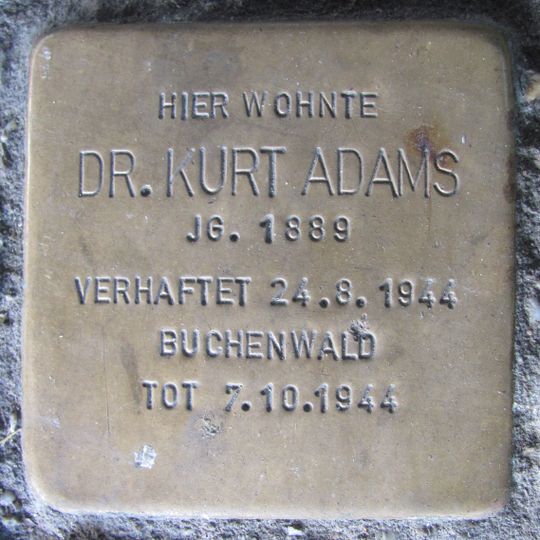 HIER WOHNTE
DR. KURT ADAMS
JG. 1889
VERHAFTET 24.8.1944
BUCHENWALD
TOT 7.10.1944